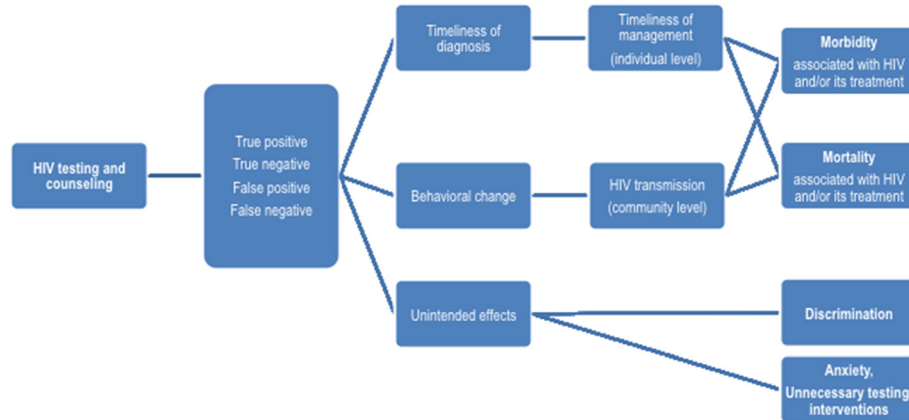 HIV testing and
counseling
True positive
True negative
False positive
False negative
Timeliness of
diagnosis
Timeliness of
management
(individual level)
Morbidity
associated with HIV
and/or its treatment
Behavioral change
HIV transmission
(community level)
Mortality
associated with HIV
and/or its treatment
Unintended effects
Discrimination
Anxiety,
Unnecessary testing,
interventions